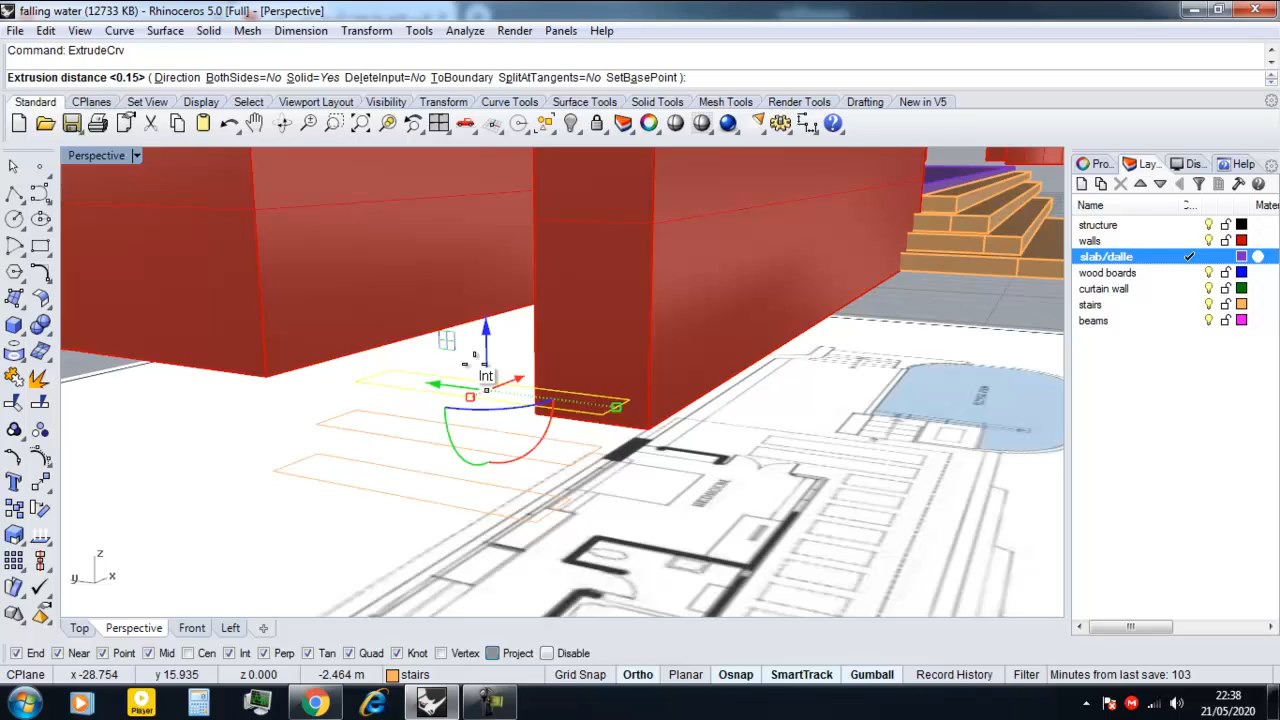 falling water (12733 KB) - Rhinoceros 5.0 [Full] - [Perspective]
File Edit View Curve Surface Solid Mesh Dimension Transform Tools Analyze Render Panels Help
Command: ExtrudeCrv
Extrusion distance <0.15> ( Direction BothSides=No Solid=Yes DeleteInput=No ToBoundary SplitAtTangents=No SetBasePoint ):
Standard CPlanes Set View Display Select Viewport Layout Visibility Transform Curve Tools Surface Tools Solid Tools Mesh Tools Render Tools Drafting New in V5
Perspective
Pro... Lay... Dis... Help
Name C... Mater
structure
walls
slab/dalle
wood boards
curtain wall
stairs
beams
Int
z
y x
Top Perspective Front Left
End Near Point Mid Cen Int Perp Tan Quad Knot Vertex Project Disable
CPlane x -28.754 y 15.935 z 0.000 -2.464 m stairs Grid Snap Ortho Planar Osnap SmartTrack Gumball Record History Filter Minutes from last save: 103
Player
22:38
21/05/2020